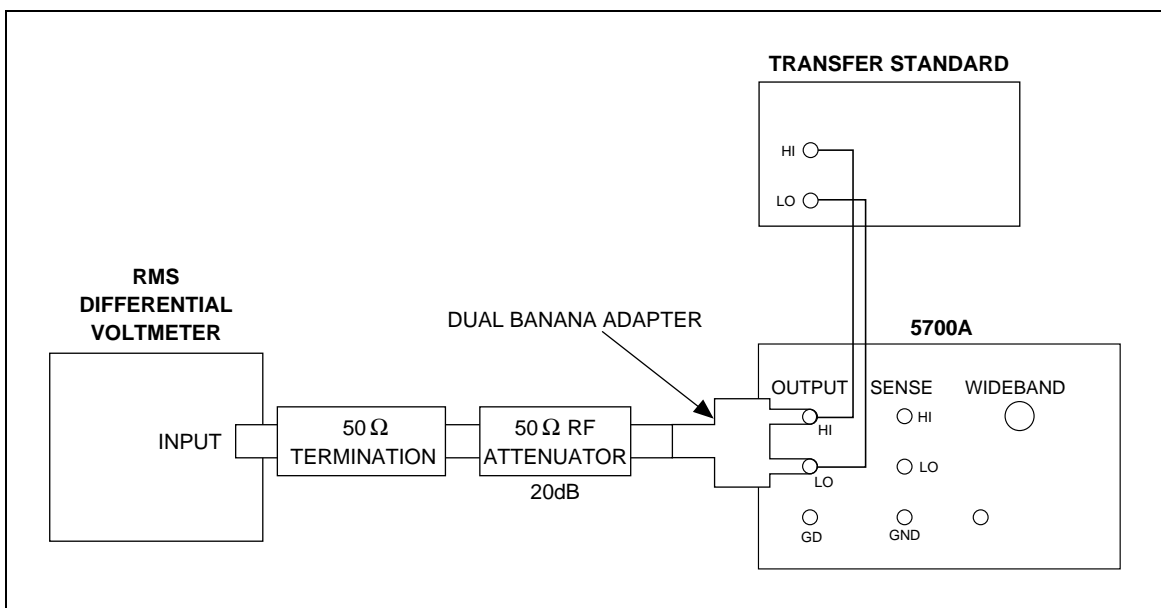 TRANSFER STANDARD
HI
LO
RMS
DIFFERENTIAL
VOLTMETER
INPUT
50 Ω
TERMINATION
50 Ω RF
ATTENUATOR
20dB
DUAL BANANA ADAPTER
5700A
OUTPUT SENSE WIDEBAND
HI HI
LO LO
GD GND